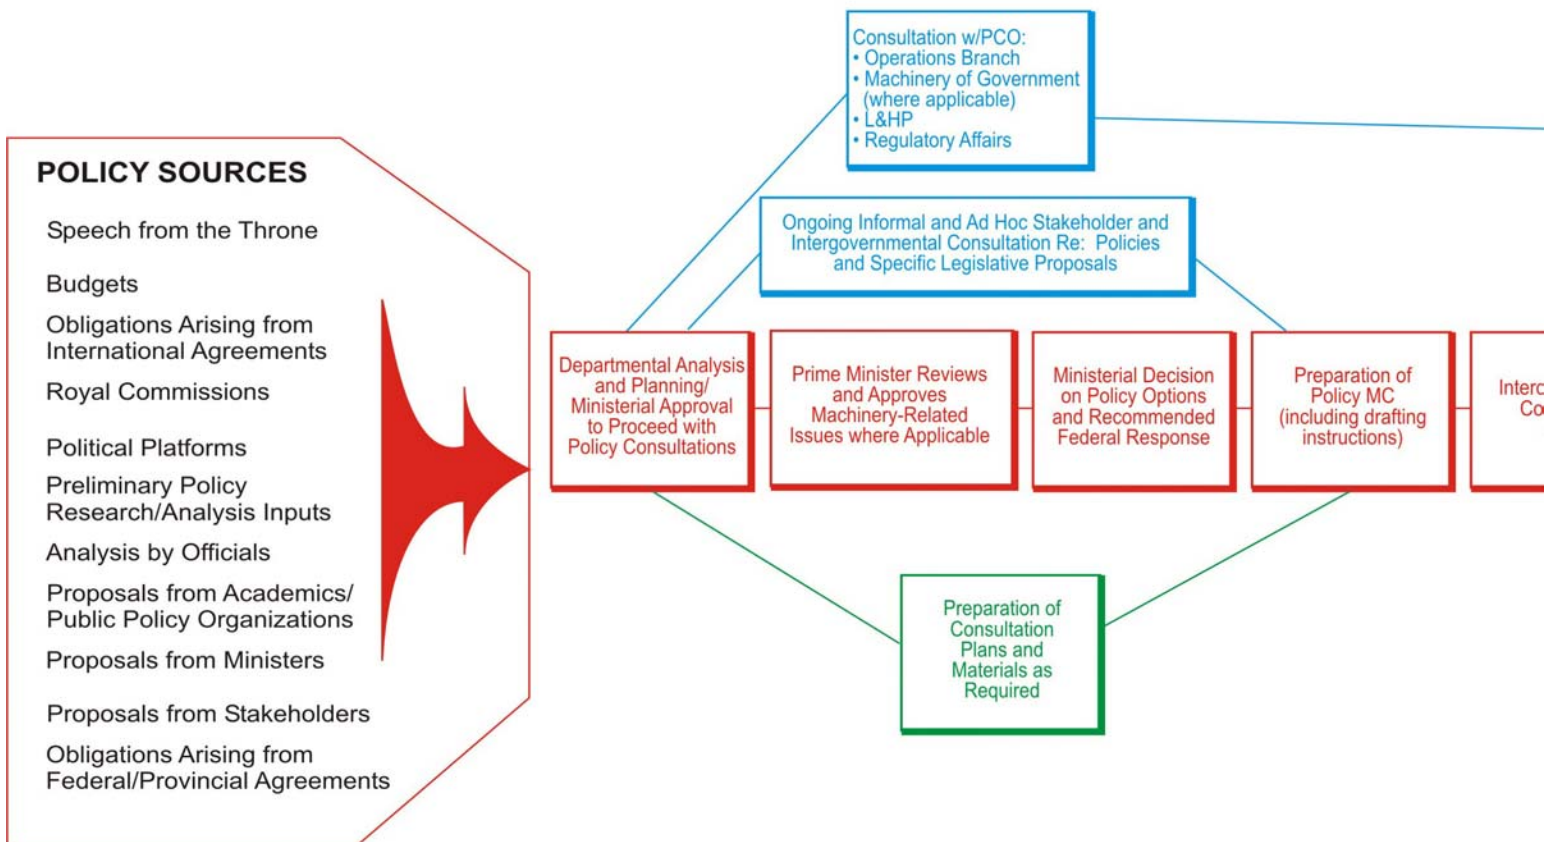 POLICY SOURCES
Speech from the Throne
Budgets
Obligations Arising from
International Agreements
Royal Commissions
Political Platforms
Preliminary Policy
Research/Analysis Inputs
Analysis by Officials
Proposals from Academics/
Public Policy Organizations
Proposals from Ministers
Proposals from Stakeholders
Obligations Arising from
Federal/Provincial Agreements
Consultation w/PCO:
• Operations Branch
• Machinery of Government
(where applicable)
• L&HP
• Regulatory Affairs
Ongoing Informal and Ad Hoc Stakeholder and
Intergovernmental Consultation Re: Policies
and Specific Legislative Proposals
Departmental Analysis
and Planning/
Ministerial Approval
to Proceed with
Policy Consultations
Prime Minister Reviews
and Approves
Machinery-Related
Issues where Applicable
Ministerial Decision
on Policy Options
and Recommended
Federal Response
Preparation of
Policy MC
(including drafting
instructions)
Preparation of
Consultation
Plans and
Materials as
Required